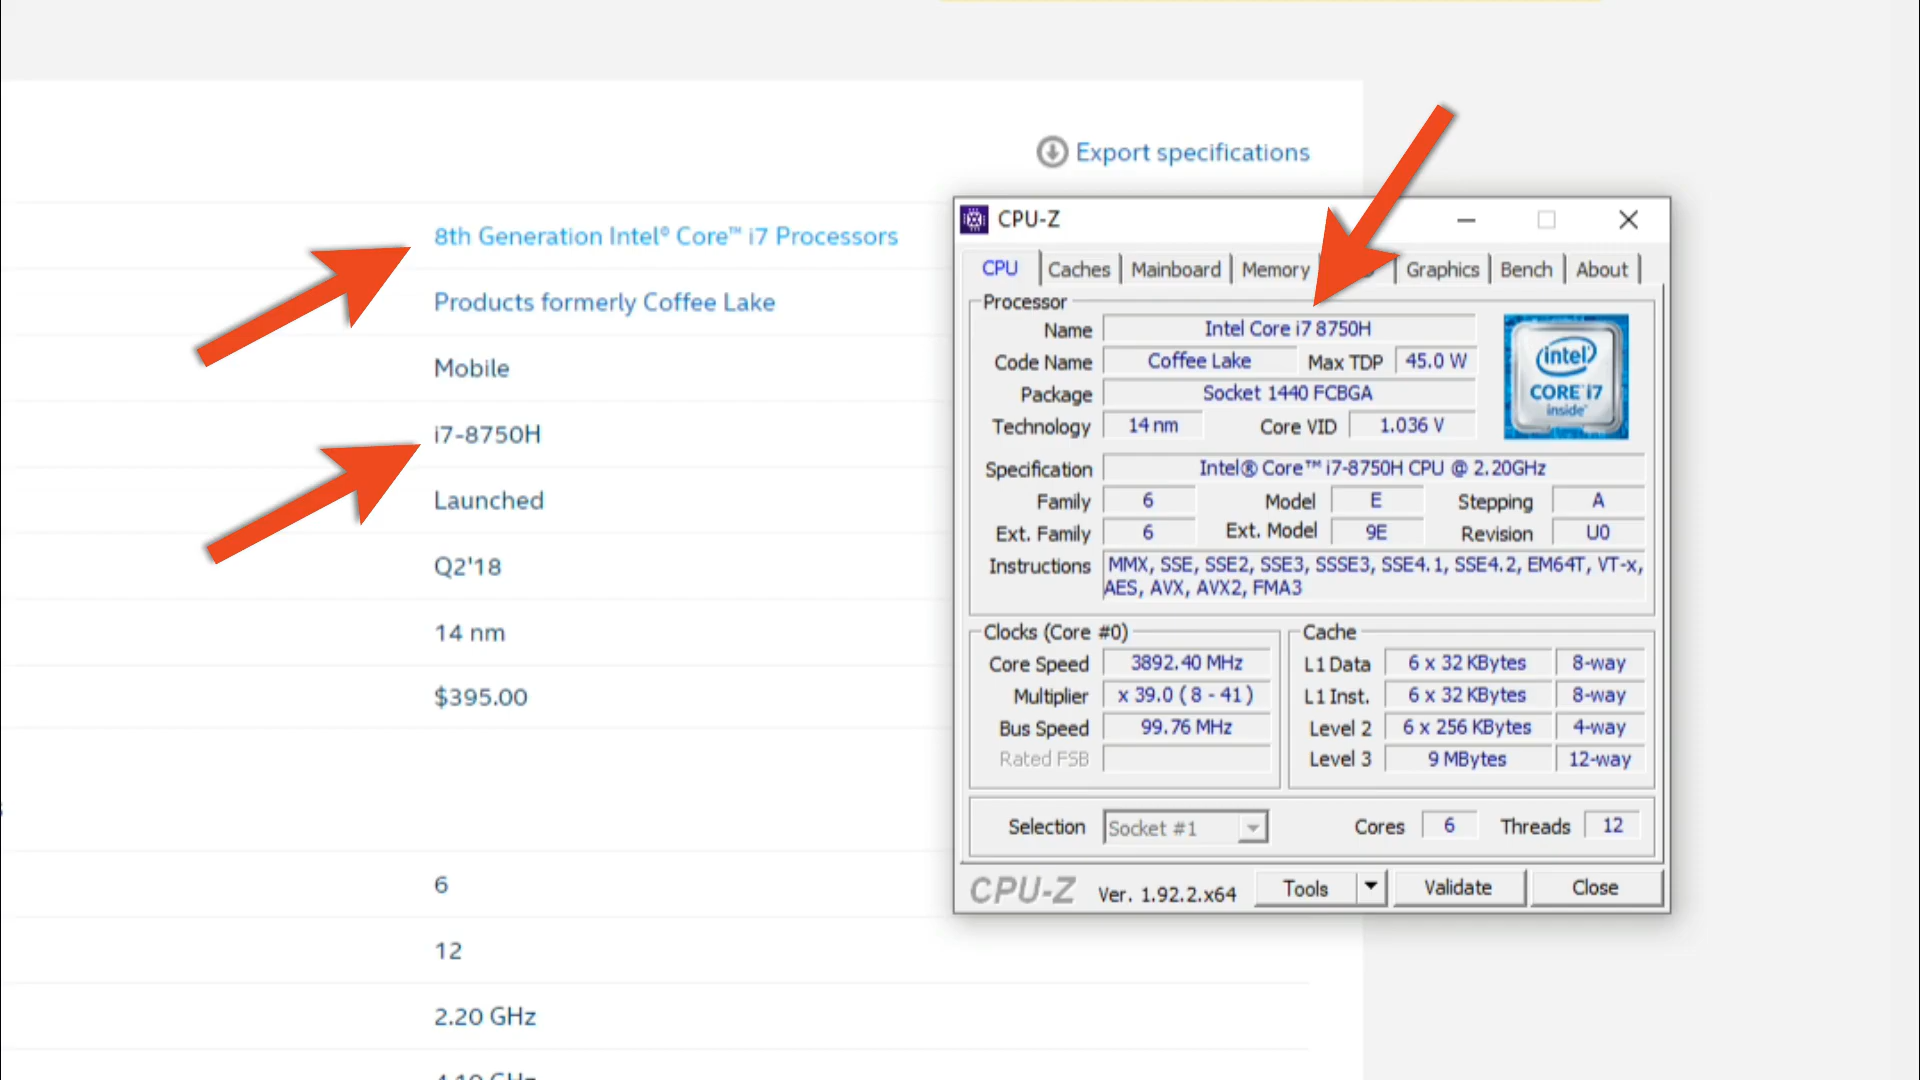 Export specifications
8th Generation Intel® Core™ i7 Processors
Products formerly Coffee Lake
Mobile
i7-8750H
Launched
Q2'18
14 nm
$395.00
6
12
2.20 GHz
CPU-Z
CPU Caches Mainboard Memory Graphics Bench About
Processor
Name Intel Core i7 8750H
Code Name Coffee Lake Max TDP 45.0 W
Package Socket 1440 FCBGA
Technology 14 nm Core VID 1.036 V
intel
CORE i7
inside
Specification Intel® Core™ i7-8750H CPU @ 2.20GHz
Family 6 Model E Stepping A
Ext. Family 6 Ext. Model 9E Revision U0
Instructions MMX, SSE, SSE2, SSE3, SSSE3, SSE4.1, SSE4.2, EM64T, VT-x,
AES, AVX, AVX2, FMA3
Clocks (Core #0)
Core Speed 3892.40 MHz
Multiplier x 39.0 ( 8 - 41 )
Bus Speed 99.76 MHz
Rated FSB
Cache
L1 Data 6 x 32 KBytes 8-way
L1 Inst. 6 x 32 KBytes 8-way
Level 2 6 x 256 KBytes 4-way
Level 3 9 MBytes 12-way
Selection Socket #1 Cores 6 Threads 12
CPU-Z Ver. 1.92.2.x64 Tools Validate Close